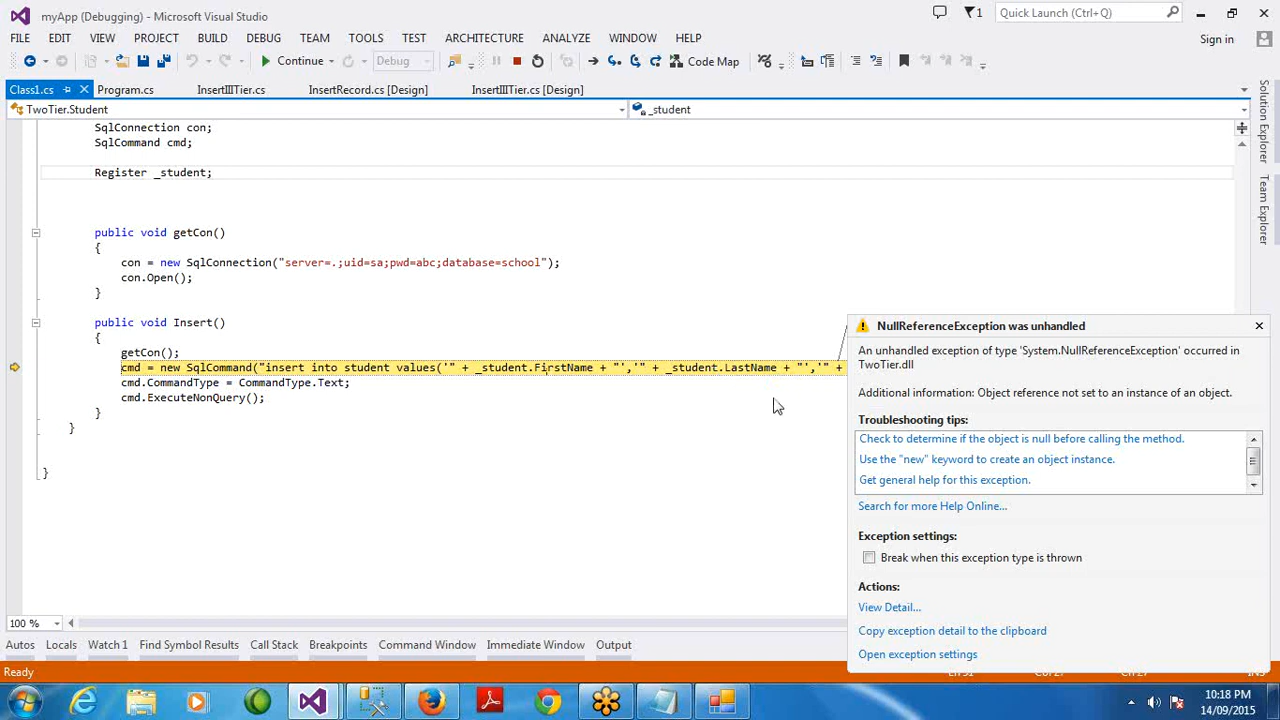 myApp (Debugging) - Microsoft Visual Studio
1
Quick Launch (Ctrl+Q)
FILE EDIT VIEW PROJECT BUILD DEBUG TEAM TOOLS TEST ARCHITECTURE ANALYZE WINDOW HELP
Sign in
Continue
Debug
Code Map
Class1.cs
Program.cs
InsertIIITier.cs
InsertRecord.cs [Design]
InsertIIITier.cs [Design]
TwoTier.Student
_student
SqlConnection con;
SqlCommand cmd;
Register _student;
public void getCon()
{
con = new SqlConnection("server=.;uid=sa;pwd=abc;database=school");
con.Open();
}
public void Insert()
{
getCon();
cmd = new SqlCommand("insert into student values('" + _student.FirstName + "','" + _student.LastName + "','" +
cmd.CommandType = CommandType.Text;
cmd.ExecuteNonQuery();
}
}
}
NullReferenceException was unhandled
An unhandled exception of type 'System.NullReferenceException' occurred in
TwoTier.dll
Additional information: Object reference not set to an instance of an object.
Troubleshooting tips:
Check to determine if the object is null before calling the method.
Use the "new" keyword to create an object instance.
Get general help for this exception.
Search for more Help Online...
Exception settings:
Break when this exception type is thrown
Actions:
View Detail...
Copy exception detail to the clipboard
Open exception settings
Solution Explorer
Team Explorer
100 %
Autos Locals Watch 1 Find Symbol Results Call Stack Breakpoints Command Window Immediate Window Output
Ready
10:18 PM
14/09/2015